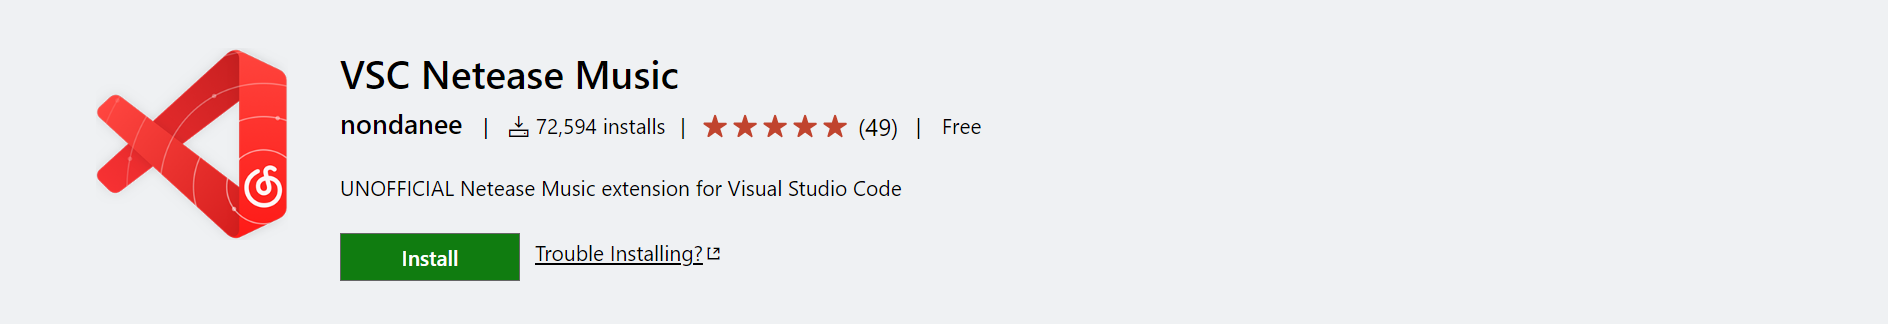 VSC Netease Music
nondanee | 72,594 installs | ★★★★★ (49) | Free
UNOFFICIAL Netease Music extension for Visual Studio Code
Install Trouble Installing?